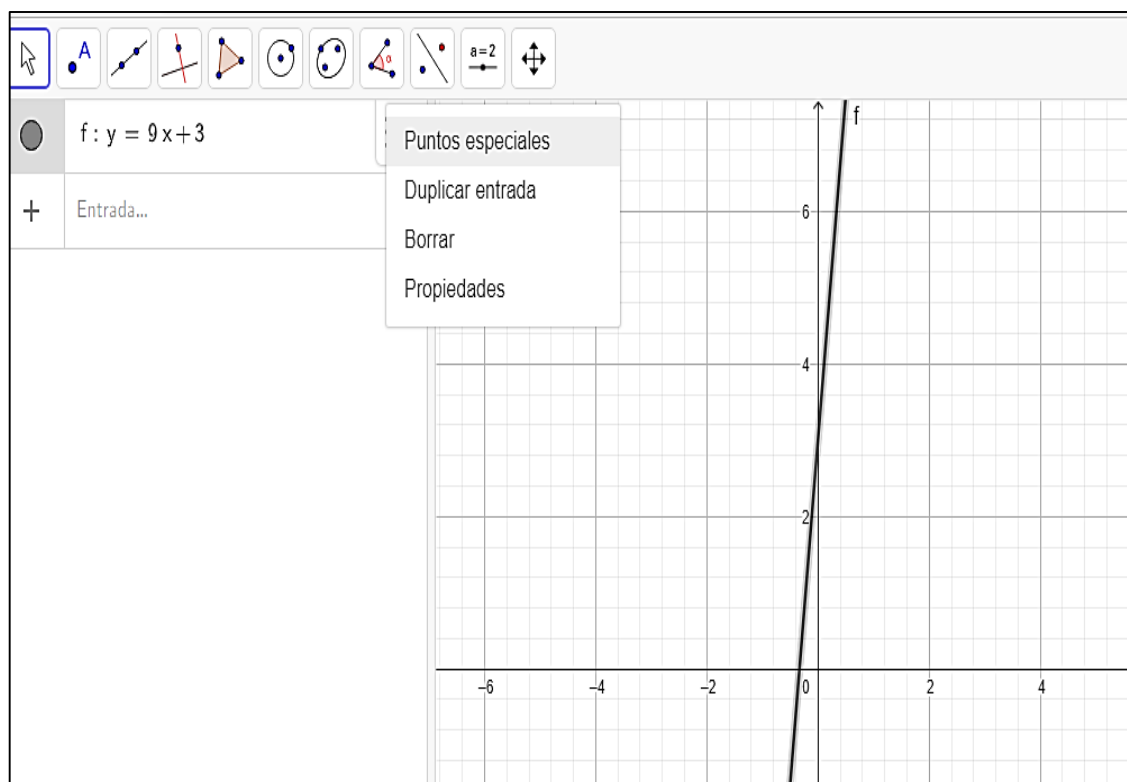 A
α
a=2
f : y = 9x+3
Entrada...
Puntos especiales
Duplicar entrada
Borrar
Propiedades
f
6
4
2
–6 –4 –2 0 2 4